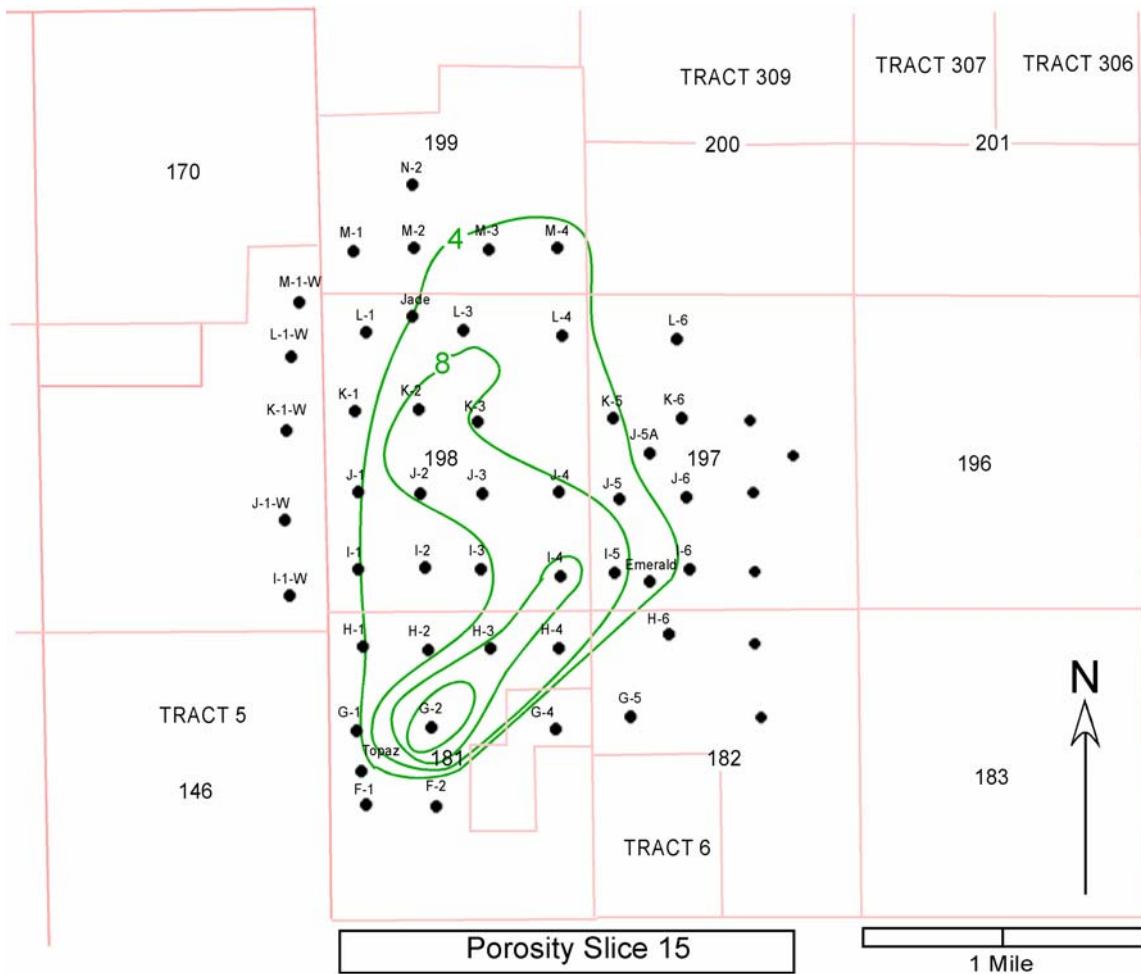 TRACT 309
TRACT 307
TRACT 306
199
200
201
170
N-2
M-1
M-2
4
M-3
M-4
M-1-W
Jade
L-1
L-3
L-4
L-6
L-1-W
8
K-1
K-2
K-3
K-5
K-6
K-1-W
J-5A
198
197
196
J-1
J-2
J-3
J-4
J-5
J-6
J-1-W
I-1
I-2
I-3
I-4
I-5
Emerald
I-6
I-1-W
H-1
H-2
H-3
H-4
H-6
N
TRACT 5
G-1
G-2
G-4
G-5
Topaz
181
182
183
146
F-1
F-2
TRACT 6
Porosity Slice 15
1 Mile